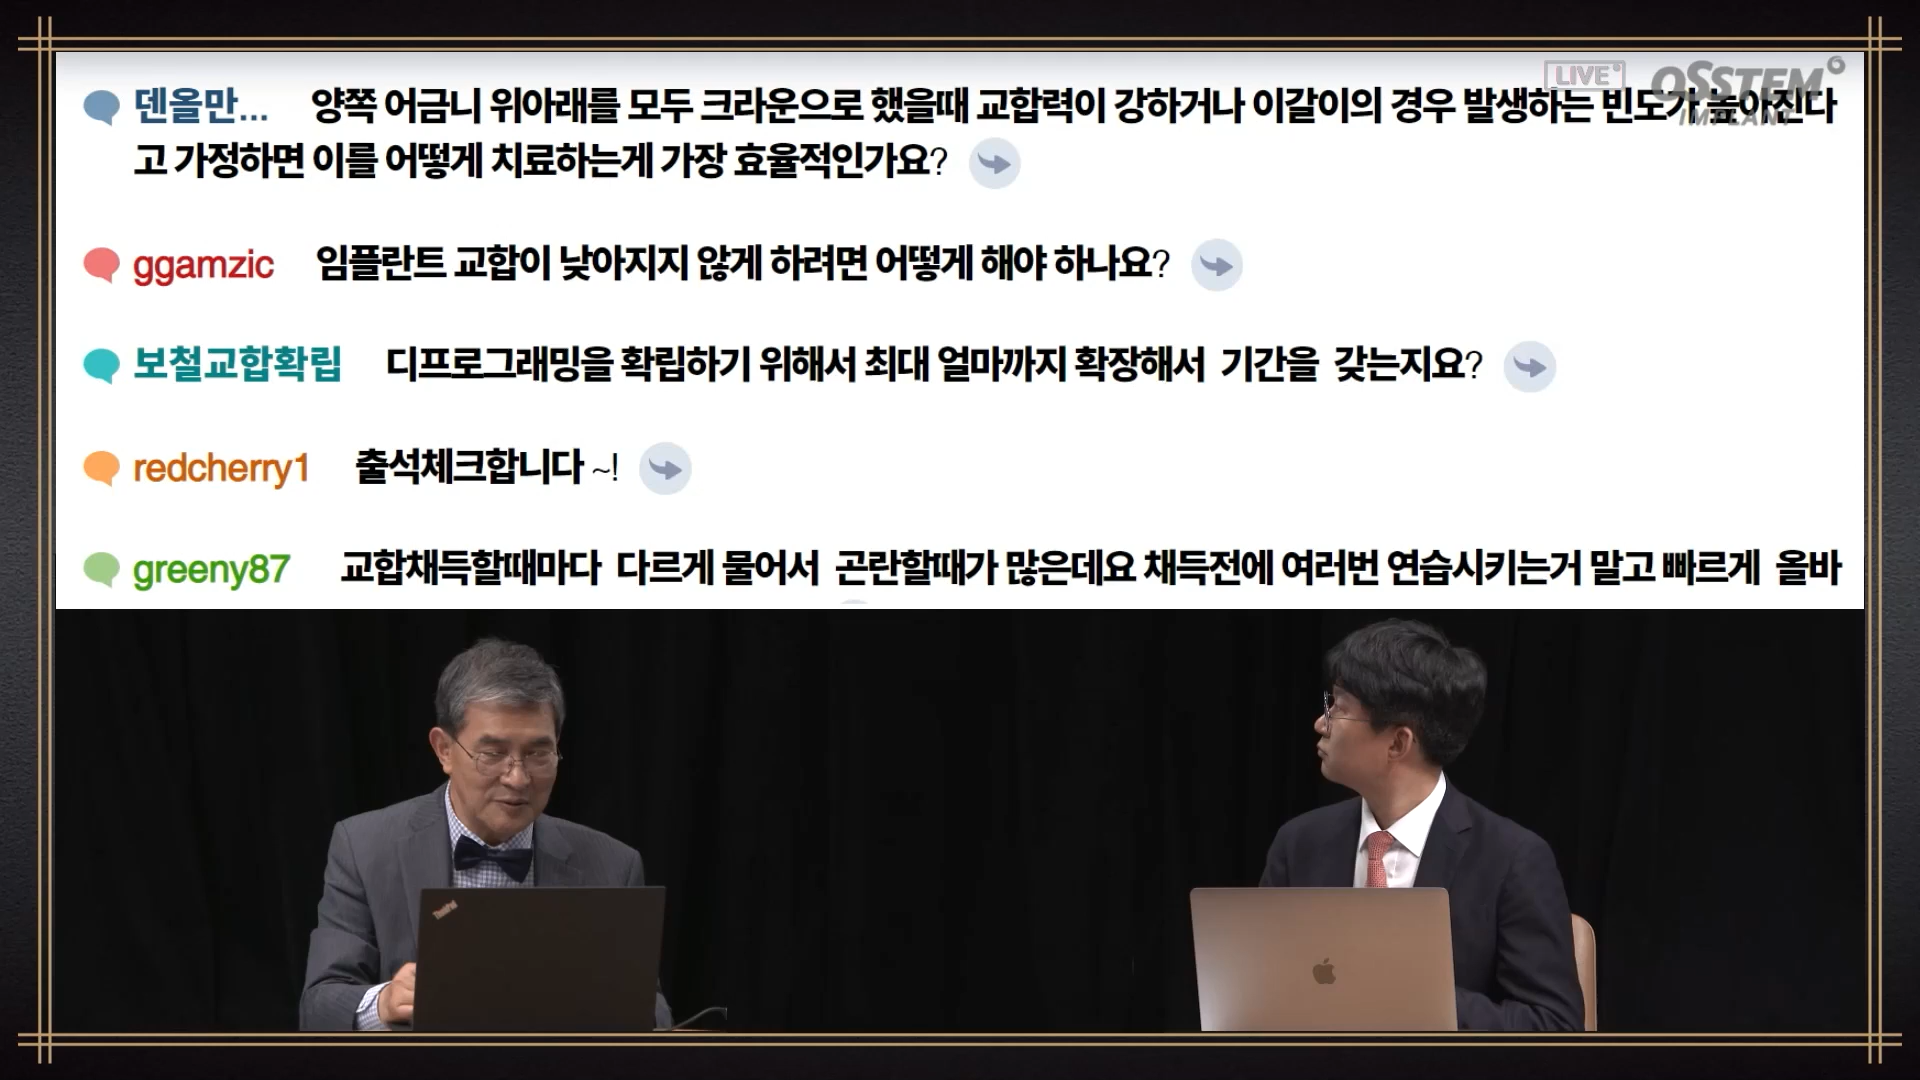 LIVE
OSSTEM
IMPLANT
덴올만... 양쪽 어금니 위아래를 모두 크라운으로 했을때 교합력이 강하거나 이갈이의 경우 발생하는 빈도가 높아진다
고 가정하면 이를 어떻게 치료하는게 가장 효율적인가요?
ggamzic 임플란트 교합이 낮아지지 않게 하려면 어떻게 해야 하나요?
보철교합확립 디프로그래밍을 확립하기 위해서 최대 얼마까지 확장해서 기간을 갖는지요?
redcherry1 출석체크합니다 ~!
greeny87 교합채득할때마다 다르게 물어서 곤란할때가 많은데요 채득전에 여러번 연습시키는거 말고 빠르게 올바